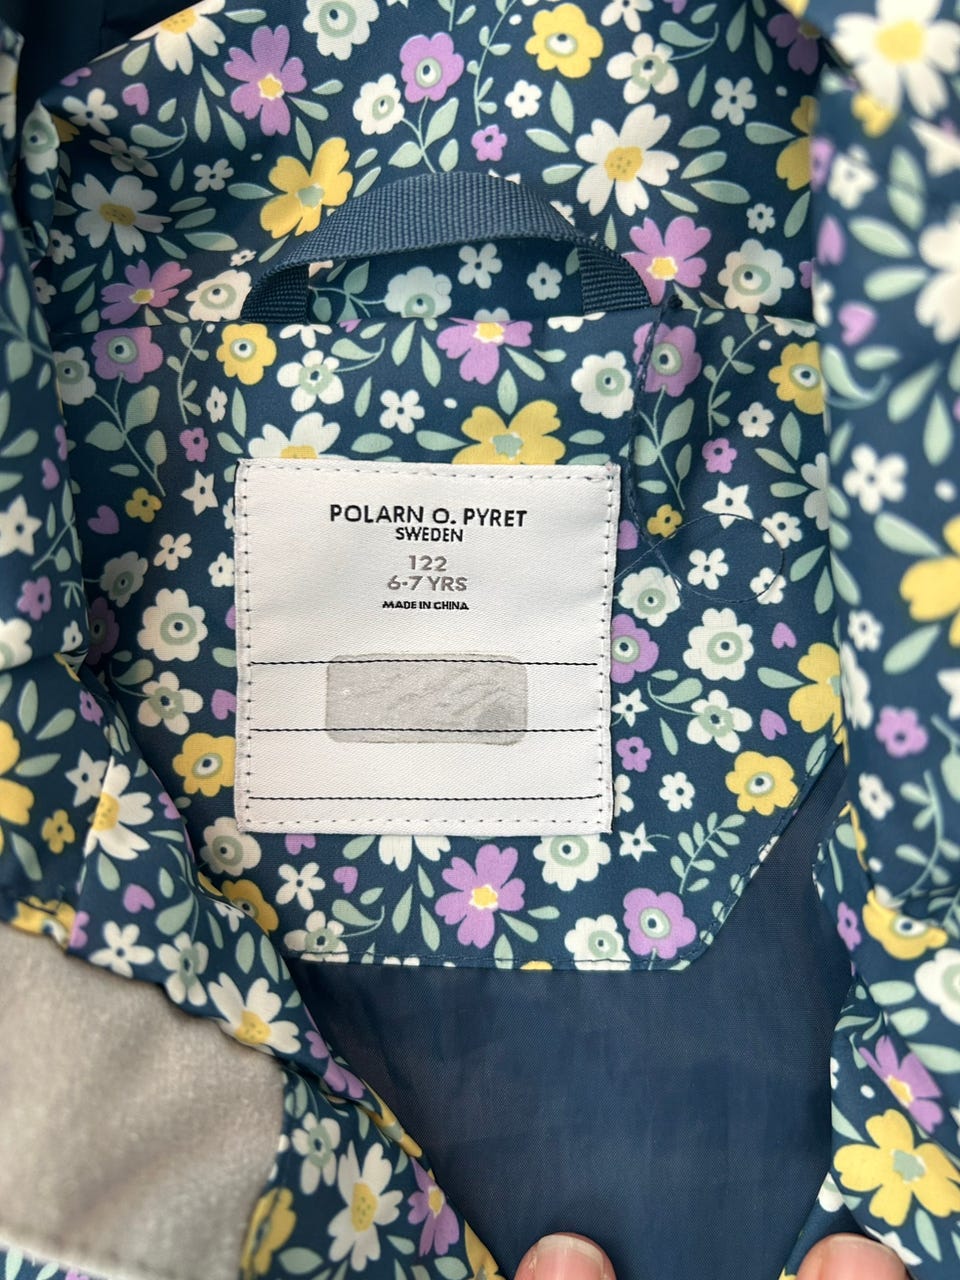 POLARN O. PYRET
SWEDEN
122
6-7 YRS
MADE IN CHINA